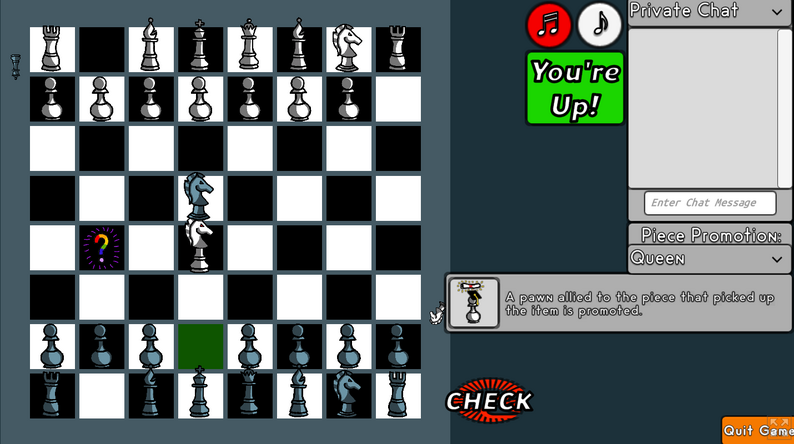 Private Chat
You're
Up!
Enter Chat Message
Piece Promotion:
Queen
?
A pawn allied to the piece that picked up
the item is promoted.
CHECK
Quit Game